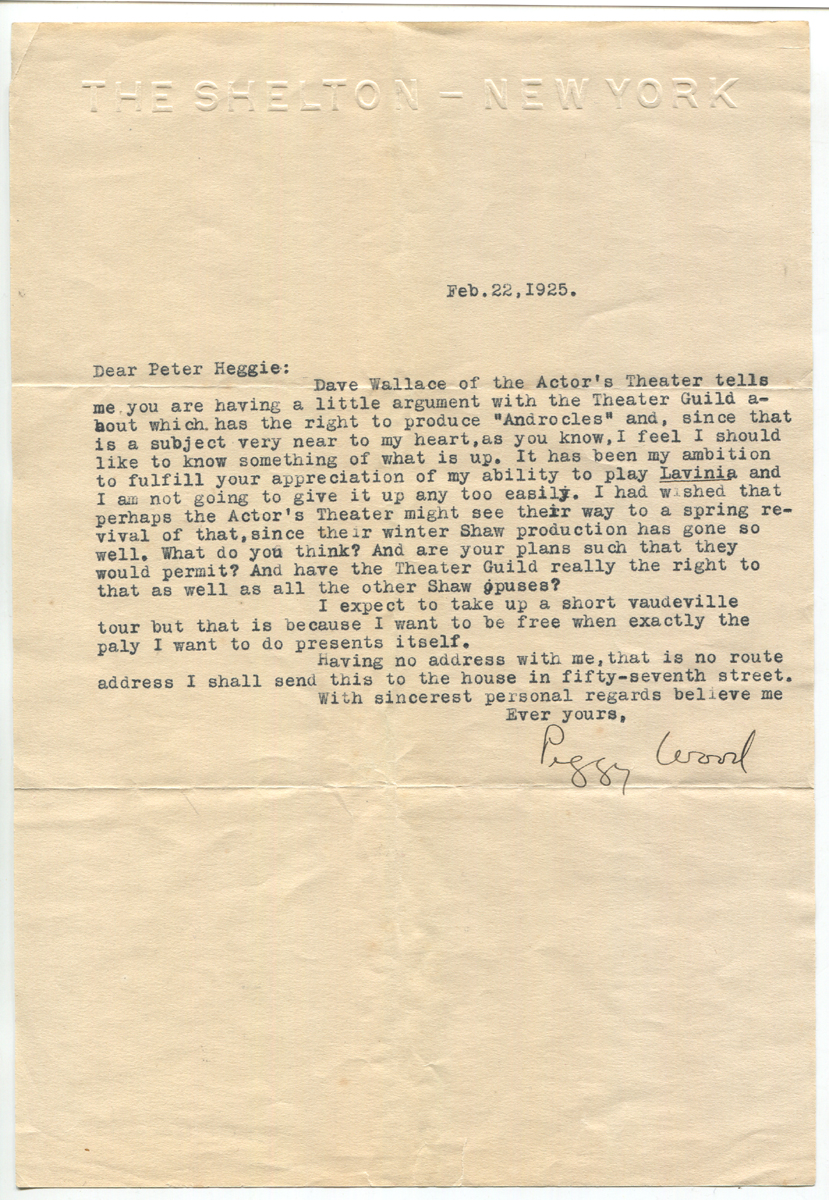 THE SHELTON — NEW YORK
Feb.22,1925.
Dear Peter Heggie:
Dave Wallace of the Actor's Theater tells
me you are having a little argument with the Theater Guild a-
bout which has the right to produce "Androcles" and, since that
is a subject very near to my heart,as you know,I feel I should
like to know something of what is up. It has been my ambition
to fulfill your appreciation of my ability to play Lavinia and
I am not going to give it up any too easily. I had wished that
perhaps the Actor's Theater might see their way to a spring re-
vival of that,since their winter Shaw production has gone so
well. What do you think? And are your plans such that they
would permit? And have the Theater Guild really the right to
that as well as all the other Shaw opuses?
I expect to take up a short vaudeville
tour but that is because I want to be free when exactly the
paly I want to do presents itself.
Having no address with me,that is no route
address I shall send this to the house in fifty-seventh street.
With sincerest personal regards believe me
Ever yours,
Peggy Wood